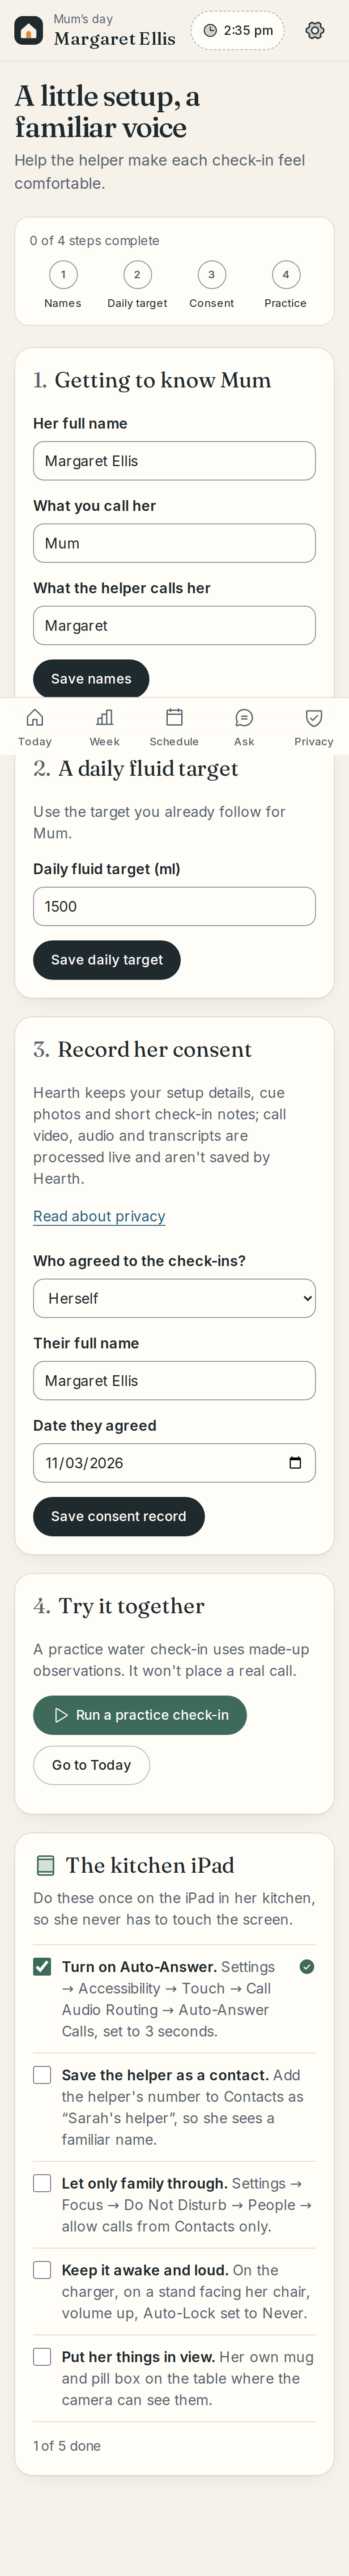 Mum's day
Margaret Ellis
2:35 pm
A little setup, a
familiar voice
Help the helper make each check-in feel
comfortable.
0 of 4 steps complete
1
2
3
4
Names
Daily target
Consent
Practice
1. Getting to know Mum
Her full name
Margaret Ellis
What you call her
Mum
What the helper calls her
Margaret
Save names
Today
Week
Schedule
Ask
Privacy
2. A daily fluid target
Use the target you already follow for
Mum.
Daily fluid target (ml)
1500
Save daily target
3. Record her consent
Hearth keeps your setup details, cue
photos and short check-in notes; call
video, audio and transcripts are
processed live and aren't saved by
Hearth.
Read about privacy
Who agreed to the check-ins?
Herself
Their full name
Margaret Ellis
Date they agreed
11/03/2026
Save consent record
4. Try it together
A practice water check-in uses made-up
observations. It won't place a real call.
Run a practice check-in
Go to Today
The kitchen iPad
Do these once on the iPad in her kitchen,
so she never has to touch the screen.
Turn on Auto-Answer. Settings
→ Accessibility → Touch → Call
Audio Routing → Auto-Answer
Calls, set to 3 seconds.
Save the helper as a contact. Add
the helper's number to Contacts as
“Sarah's helper”, so she sees a
familiar name.
Let only family through. Settings →
Focus → Do Not Disturb → People →
allow calls from Contacts only.
Keep it awake and loud. On the
charger, on a stand facing her chair,
volume up, Auto-Lock set to Never.
Put her things in view. Her own mug
and pill box on the table where the
camera can see them.
1 of 5 done